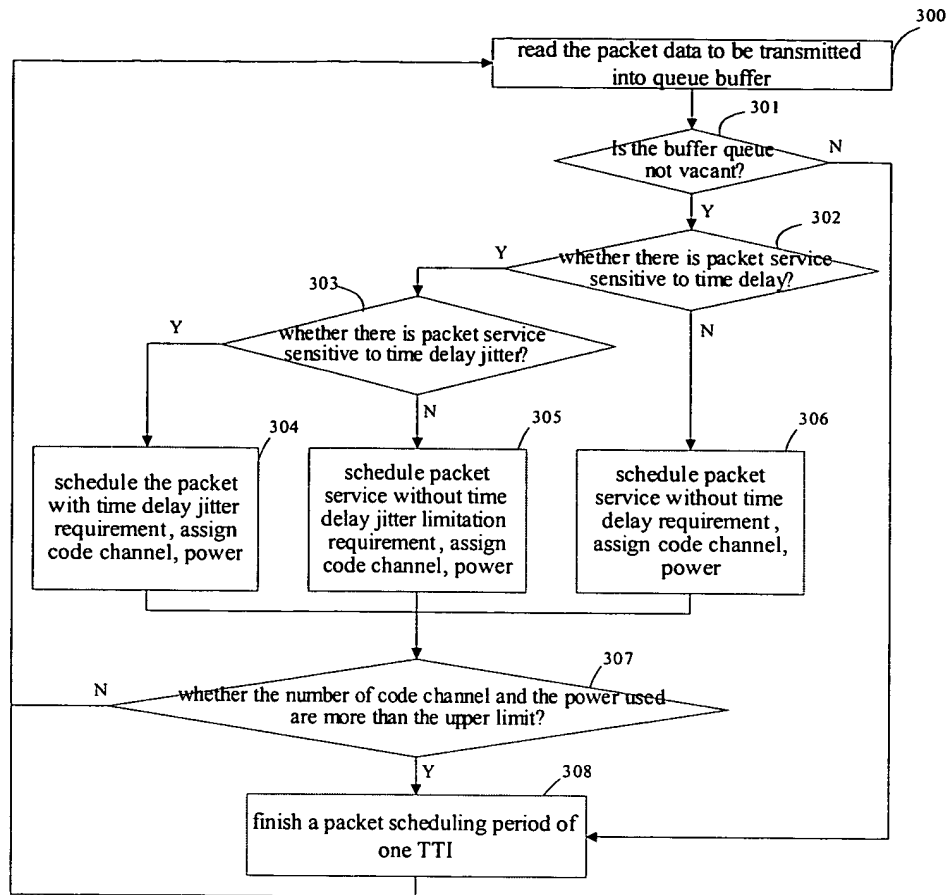 300
read the packet data to be transmitted
into queue buffer
301
Is the buffer queue
not vacant?
N
Y
302
whether there is packet service
sensitive to time delay?
Y
N
303
whether there is packet service
sensitive to time delay jitter?
Y
N
304
schedule the packet
with time delay jitter
requirement, assign
code channel, power
305
schedule packet
service without time
delay jitter limitation
requirement, assign
code channel, power
306
schedule packet
service without time
delay requirement,
assign code channel,
power
307
whether the number of code channel and the power used
are more than the upper limit?
N
Y
308
finish a packet scheduling period of
one TTI